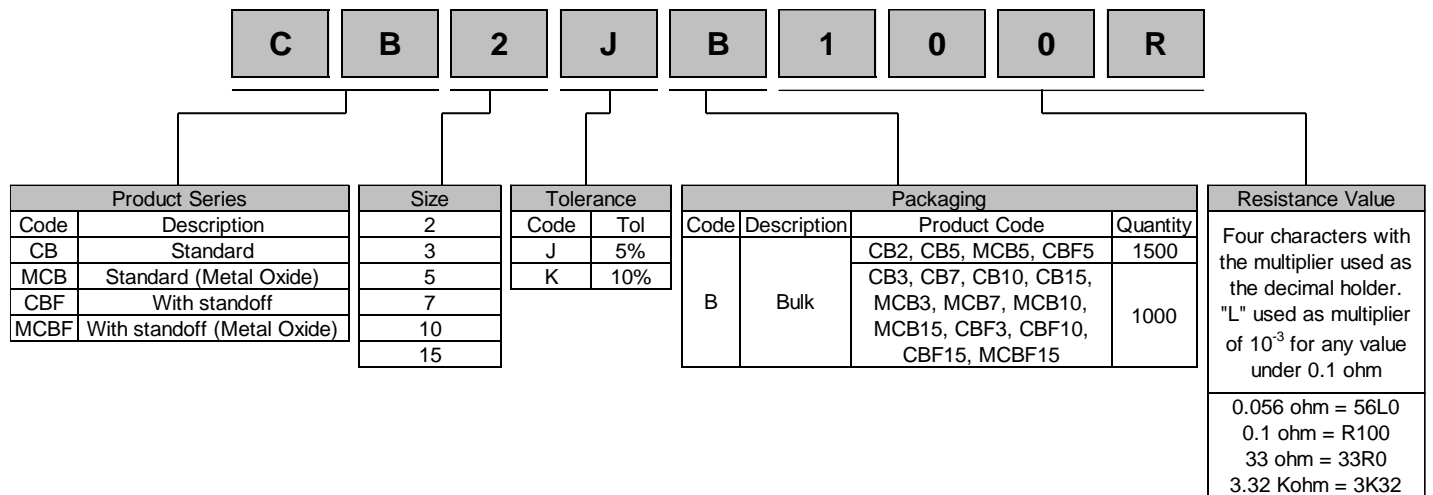 C B 2 J B 1 0 0 R
Product Series
Code Description
CB Standard
MCB Standard (Metal Oxide)
CBF With standoff
MCBF With standoff (Metal Oxide)
Size
2
3
5
7
10
15
Tolerance
Code Tol
J 5%
K 10%
Packaging
Code Description Product Code Quantity
B Bulk
CB2, CB5, MCB5, CBF5 1500
CB3, CB7, CB10, CB15,
MCB3, MCB7, MCB10,
MCB15, CBF3, CBF10,
CBF15, MCBF15
1000
Resistance Value
Four characters with
the multiplier used as
the decimal holder.
"L" used as multiplier
of 10⁻³ for any value
under 0.1 ohm
0.056 ohm = 56L0
0.1 ohm = R100
33 ohm = 33R0
3.32 Kohm = 3K32